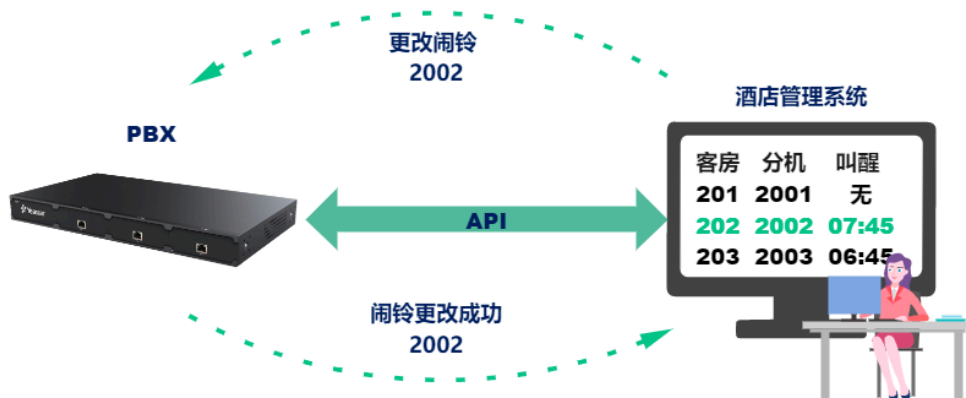 更改闹铃
2002
酒店管理系统
PBX
客房 分机 叫醒
201 2001 无
202 2002 07:45
203 2003 06:45
Yeastar
API
闹铃更改成功
2002